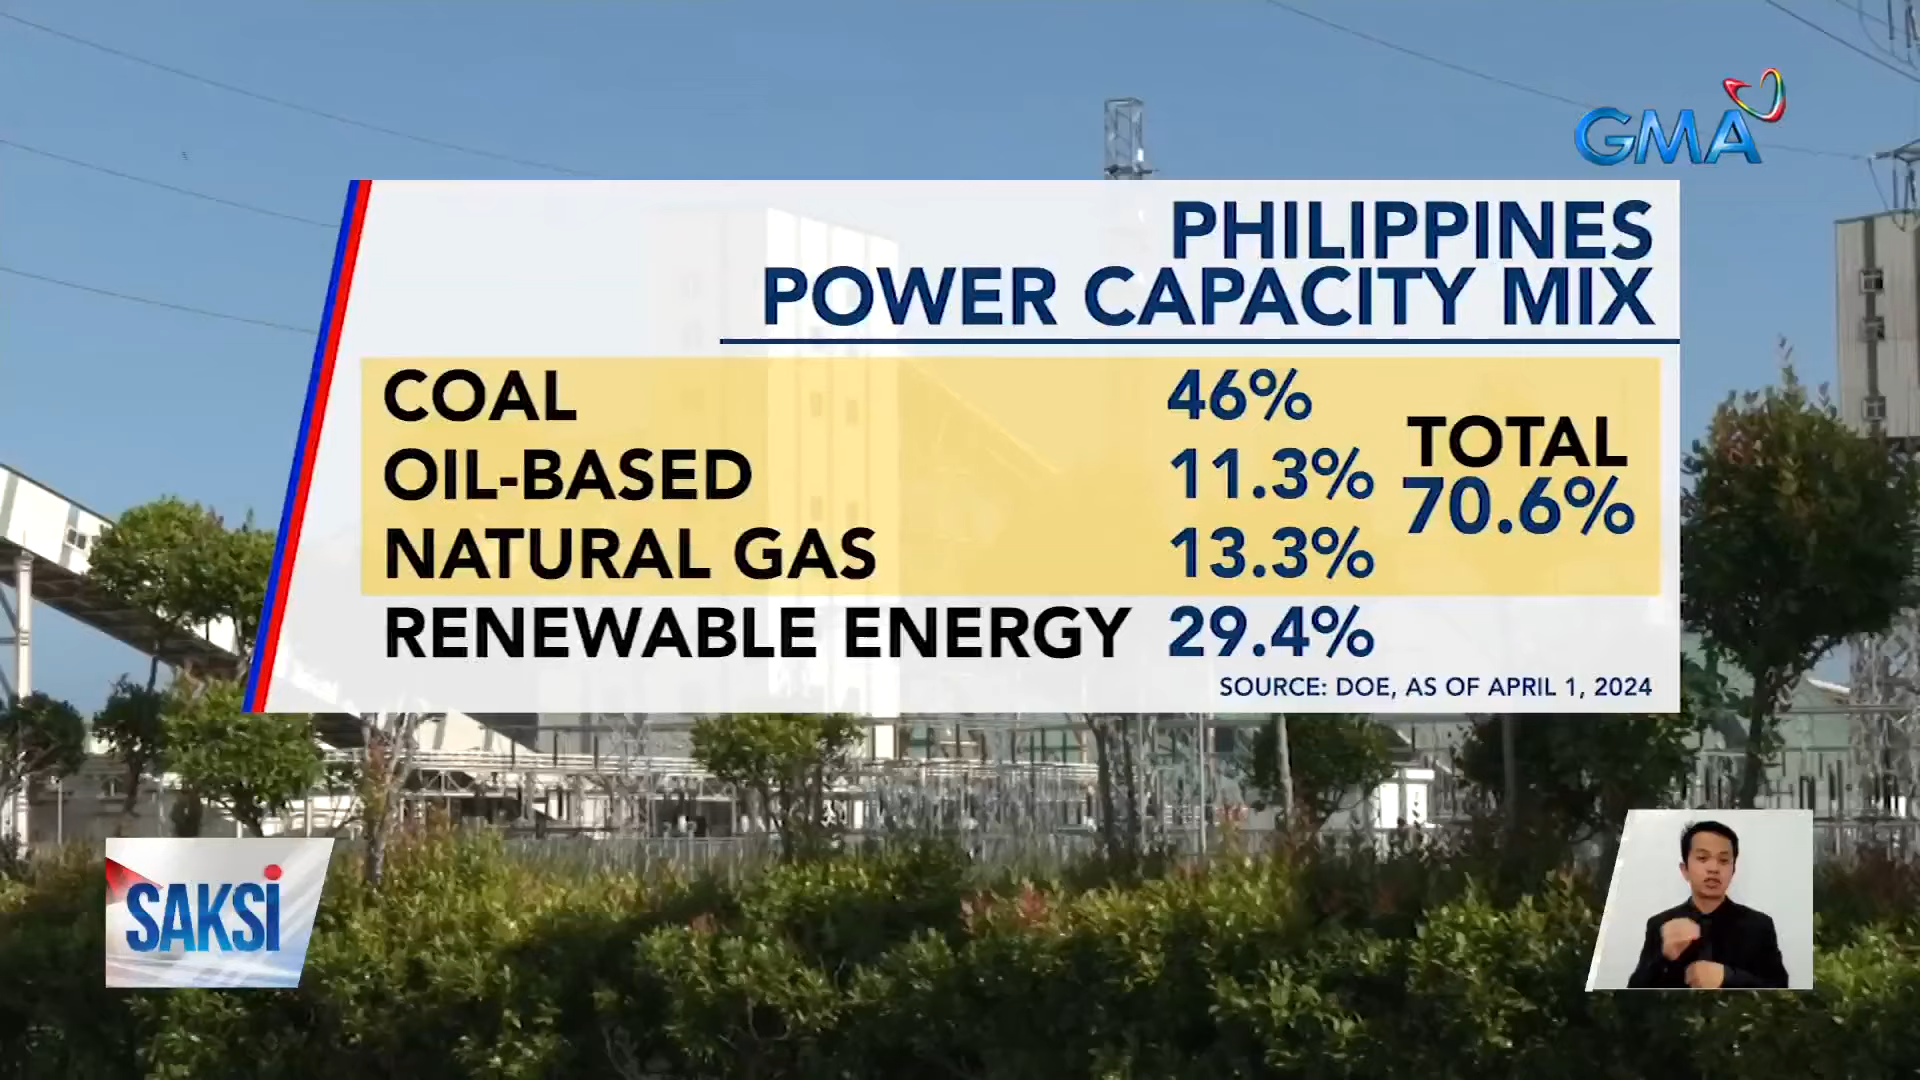 GMA
PHILIPPINES
POWER CAPACITY MIX
COAL 46%
OIL-BASED 11.3%
NATURAL GAS 13.3%
TOTAL
70.6%
RENEWABLE ENERGY 29.4%
SOURCE: DOE, AS OF APRIL 1, 2024
SAKSI